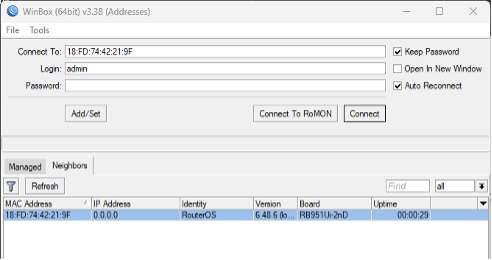 WinBox (64bit) v3.38 (Addresses)
File Tools
Connect To: 18:FD:74:42:21:9F Keep Password
Login: admin Open In New Window
Password: Auto Reconnect
Add/Set Connect To RoMON Connect
Managed Neighbors
Refresh Find all
MAC Address IP Address Identity Version Board Uptime
18:FD:74:42:21:9F 0.0.0.0 RouterOS 6.48.6 (lo... RB951Ui-2nD 00:00:29